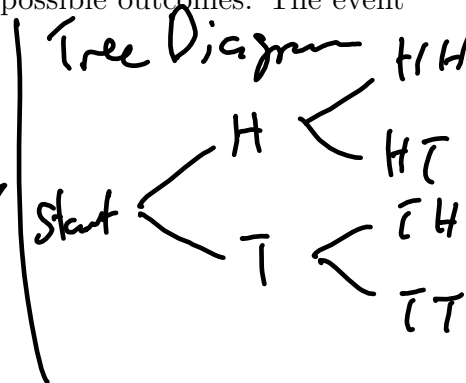 possible outcomes. The event
Tree Diagram
HH
H
HT
Start
TH
T
TT